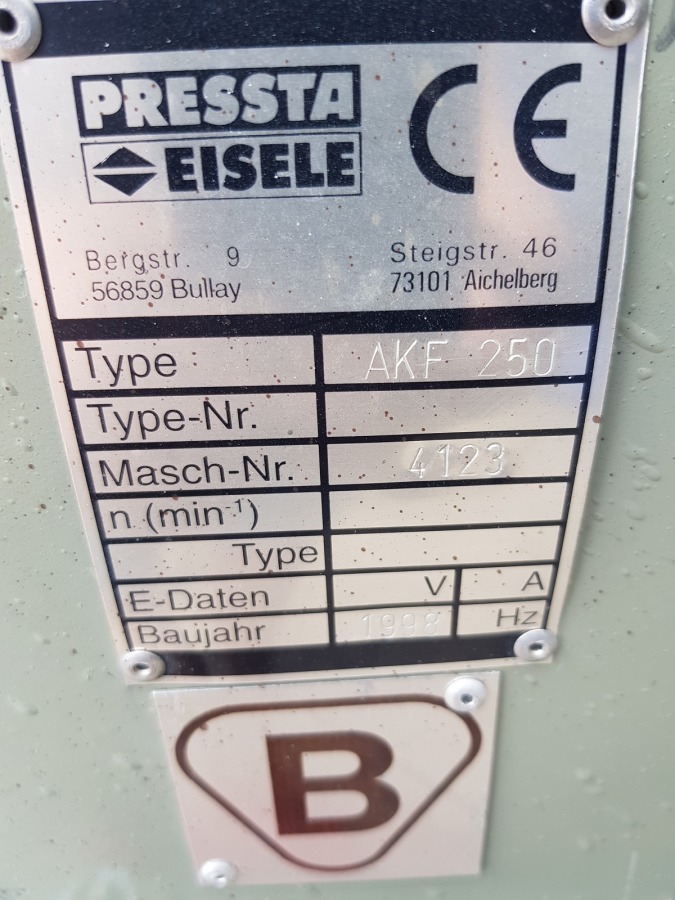 PRESSTA
EISELE
CE
Bergstr. 9
56859 Bullay
Steigstr. 46
73101 Aichelberg
Type AKF 250
Type-Nr.
Masch-Nr. 4123
n (min⁻¹)
Type
E-Daten V A
Baujahr 1998 Hz
B